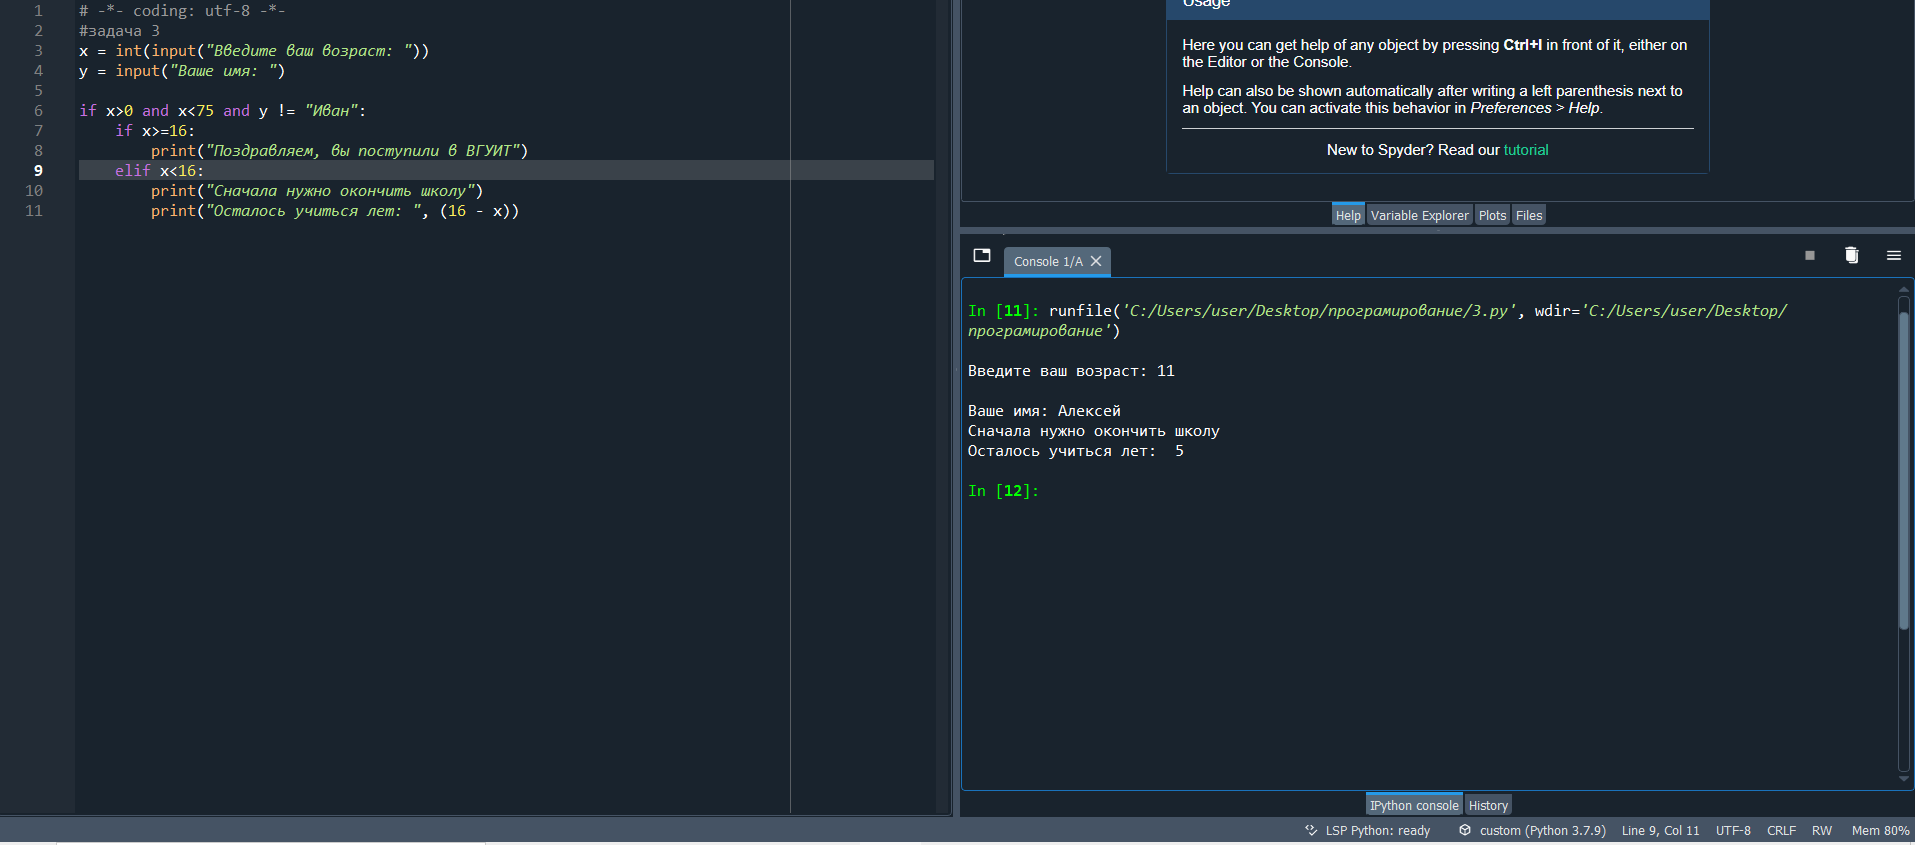 1 # -*- coding: utf-8 -*-
2 #задача 3
3 x = int(input("Введите ваш возраст: "))
4 y = input("Ваше имя: ")
5
6 if x>0 and x<75 and y != "Иван":
7     if x>=16:
8         print("Поздравляем, вы поступили в ВГУИТ")
9     elif x<16:
10         print("Сначала нужно окончить школу")
11         print("Осталось учиться лет: ", (16 - x))
Usage
Here you can get help of any object by pressing Ctrl+I in front of it, either on
the Editor or the Console.
Help can also be shown automatically after writing a left parenthesis next to
an object. You can activate this behavior in Preferences > Help.
New to Spyder? Read our tutorial
Help Variable Explorer Plots Files
Console 1/A
In [11]: runfile('C:/Users/user/Desktop/програмирование/3.py', wdir='C:/Users/user/Desktop/
програмирование')
Введите ваш возраст: 11
Ваше имя: Алексей
Сначала нужно окончить школу
Осталось учиться лет:  5
In [12]:
IPython console History
LSP Python: ready custom (Python 3.7.9) Line 9, Col 11 UTF-8 CRLF RW Mem 80%